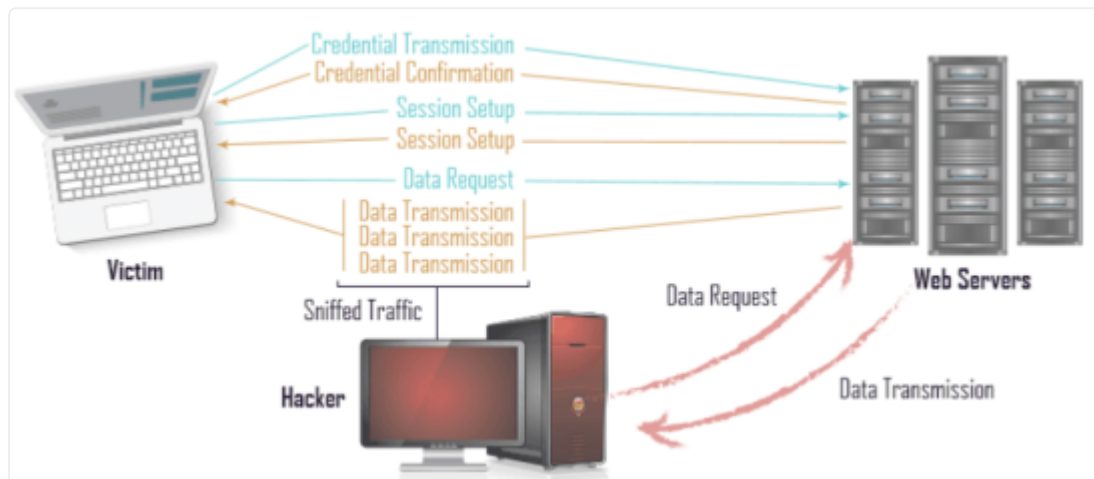 Credential Transmission
Credential Confirmation
Session Setup
Session Setup
Data Request
Data Transmission
Data Transmission
Data Transmission
Victim
Web Servers
Sniffed Traffic
Data Request
Hacker
Data Transmission